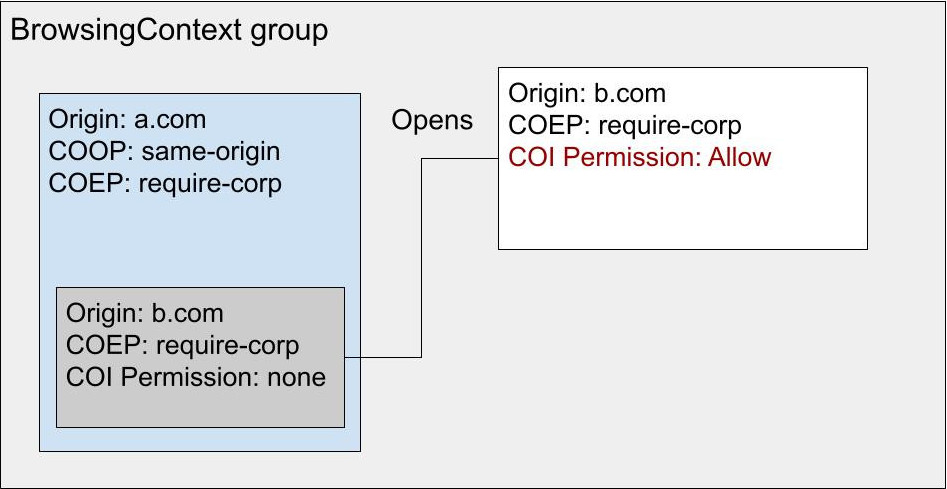 BrowsingContext group
Origin: a.com
COOP: same-origin
COEP: require-corp
Origin: b.com
COEP: require-corp
COI Permission: none
Opens
Origin: b.com
COEP: require-corp
COI Permission: Allow